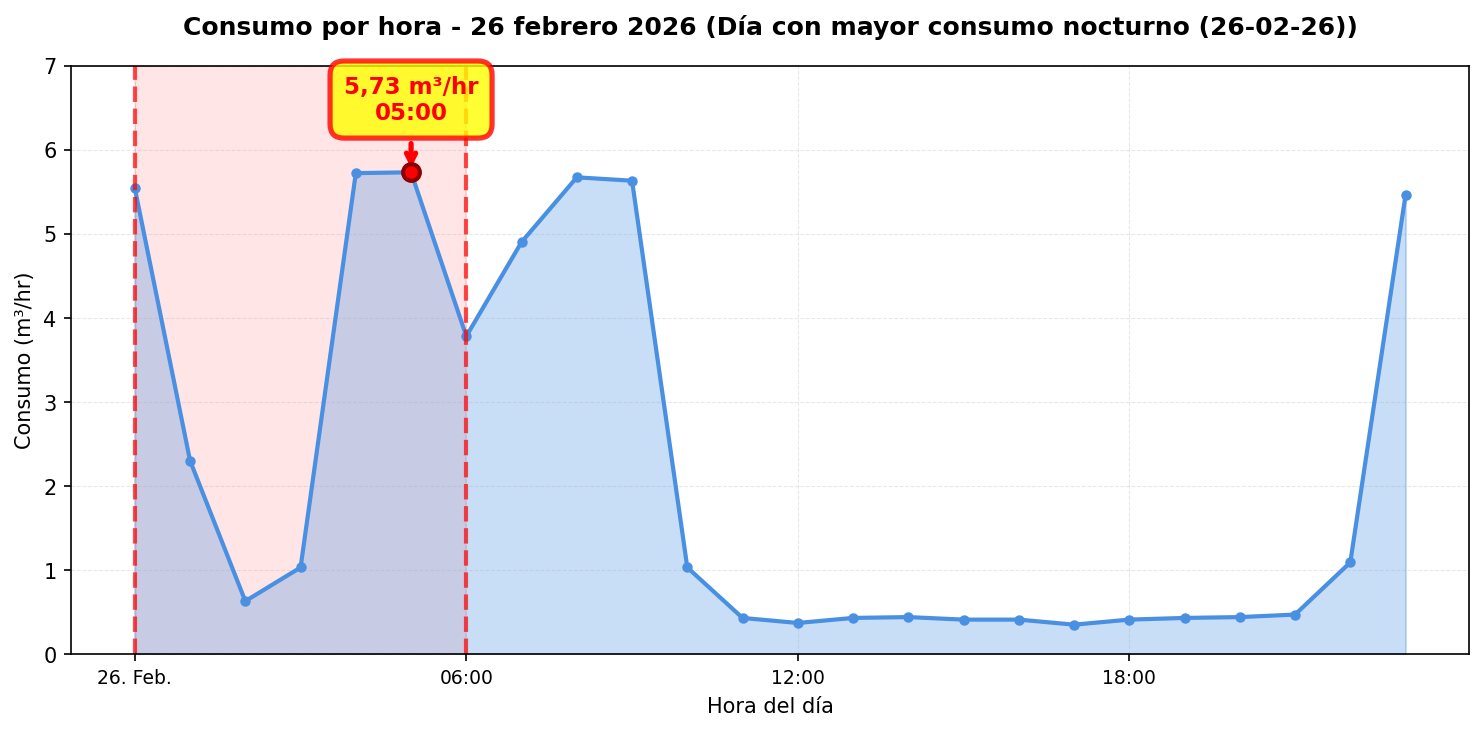 Consumo por hora - 26 febrero 2026 (Día con mayor consumo nocturno (26-02-26))
5,73 m³/hr
05:00
7
6
5
4
3
2
1
0
Consumo (m³/hr)
26. Feb.
06:00
12:00
18:00
Hora del día